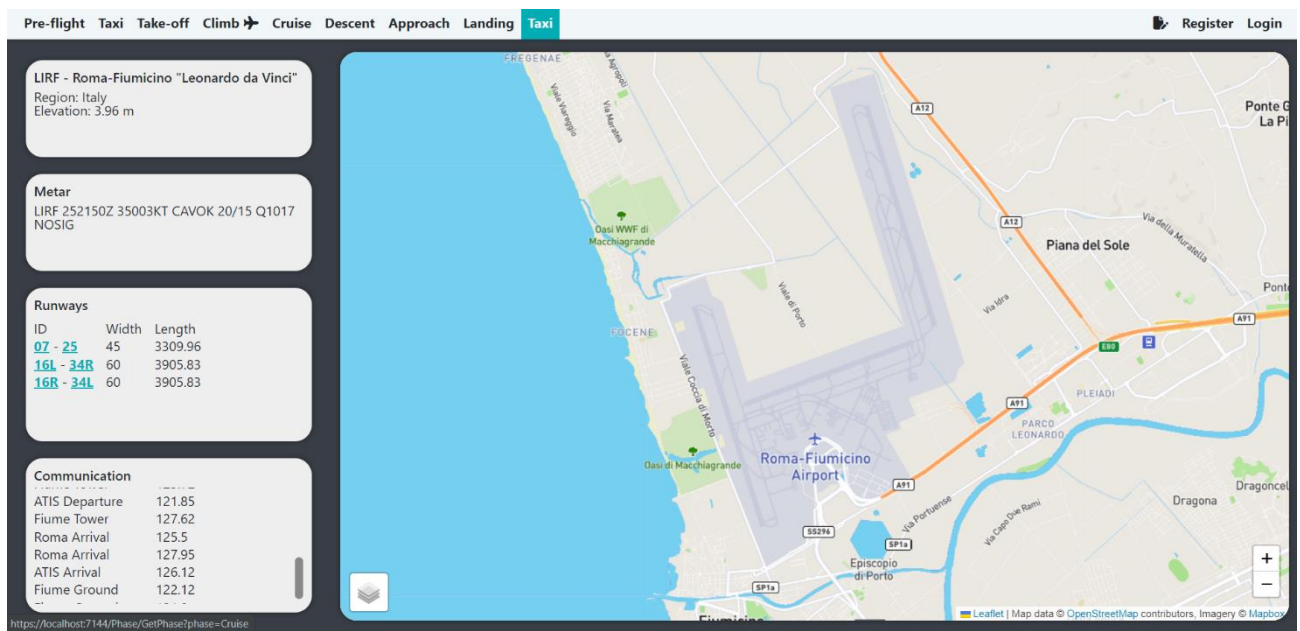 Pre-flight Taxi Take-off Climb Cruise Descent Approach Landing Taxi Register Login
LIRF - Roma-Fiumicino "Leonardo da Vinci"
Region: Italy
Elevation: 3.96 m
Metar
LIRF 252150Z 35003KT CAVOK 20/15 Q1017
NOSIG
Runways
ID Width Length
07 - 25 45 3309.96
16L - 34R 60 3905.83
16R - 34L 60 3905.83
Communication
ATIS Departure 121.85
Fiume Tower 127.62
Roma Arrival 125.5
Roma Arrival 127.95
ATIS Arrival 126.12
Fiume Ground 122.12
https://localhost:7144/Phase/GetPhase?phase=Cruise
FREGENAE
Viale Viareggio
Via Maratea
A12
Ponte G
La Pi
Oasi WWF di
Macchiagrande
A12
Via della Muratella
Piana del Sole
Viale di Porto
Via Idra
Ponte
A91
FOCENE
E80
Viale Coccia di Morto
PLEIADI
A91
PARCO
LEONARDO
Oasi di Macchiagrande
Roma-Fiumicino
Airport
A91
Via Portuense
Via Capo Due Rami
Dragoncel
Dragona
SS296
SP1a
Episcopio
di Porto
SP1a
Fiumicino
+
−
Leaflet | Map data © OpenStreetMap contributors, Imagery © Mapbox